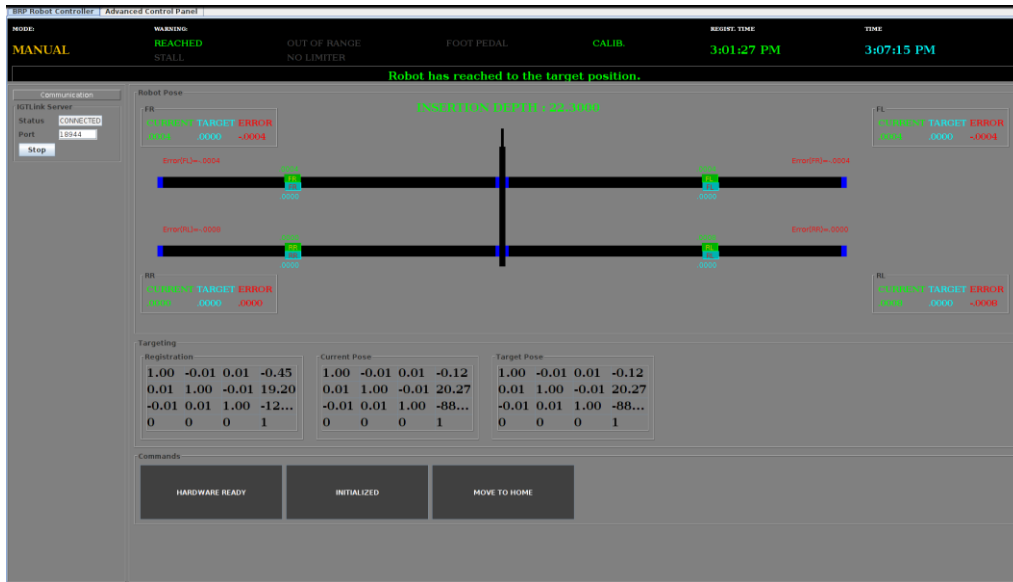 BRP Robot Controller Advanced Control Panel
MODE: WARNING: REGIST. TIME TIME
MANUAL REACHED OUT OF RANGE FOOT PEDAL CALIB. 3:01:27 PM 3:07:15 PM
STALL NO LIMITER
Robot has reached to the target position.
Communication
IGTLink Server
Status CONNECTED
Port 18944
Stop
Robot Pose
INSERTION DEPTH : 22.3000
FR
CURRENT TARGET ERROR
.0004 .0000 -.0004
FL
CURRENT TARGET ERROR
.0004 .0000 -.0004
Error(FL)=-.0004 Error(FR)=-.0004
FR FL
.0000 .0000
Error(RL)=-.0008 Error(RR)=.0000
RR RL
.0000 .0000
RR
CURRENT TARGET ERROR
.0000 .0000 .0000
RL
CURRENT TARGET ERROR
.0008 .0000 -.0008
Targeting
Registration
1.00 -0.01 0.01 -0.45
0.01 1.00 -0.01 19.20
-0.01 0.01 1.00 -12...
0 0 0 1
Current Pose
1.00 -0.01 0.01 -0.12
0.01 1.00 -0.01 20.27
-0.01 0.01 1.00 -88...
0 0 0 1
Target Pose
1.00 -0.01 0.01 -0.12
0.01 1.00 -0.01 20.27
-0.01 0.01 1.00 -88...
0 0 0 1
Commands
HARDWARE READY INITIALIZED MOVE TO HOME